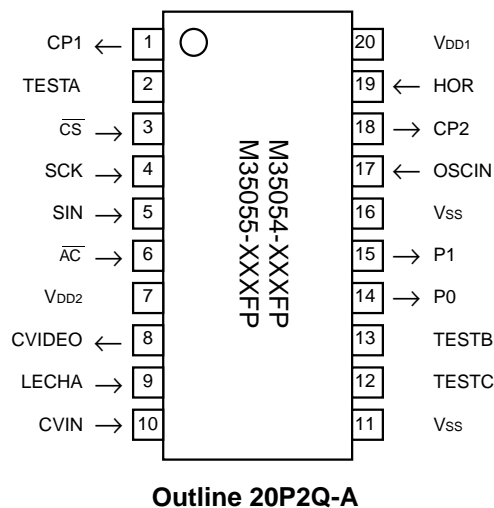 CP1 ← 1 20 VDD1
TESTA 2 19 ← HOR
C̅S̅ → 3 18 → CP2
SCK → 4 17 ← OSCIN
SIN → 5 16 Vss
A̅C̅ → 6 15 → P1
VDD2 7 14 → P0
CVIDEO ← 8 13 TESTB
LECHA → 9 12 TESTC
CVIN → 10 11 Vss
M35054-XXXFP
M35055-XXXFP
Outline 20P2Q-A